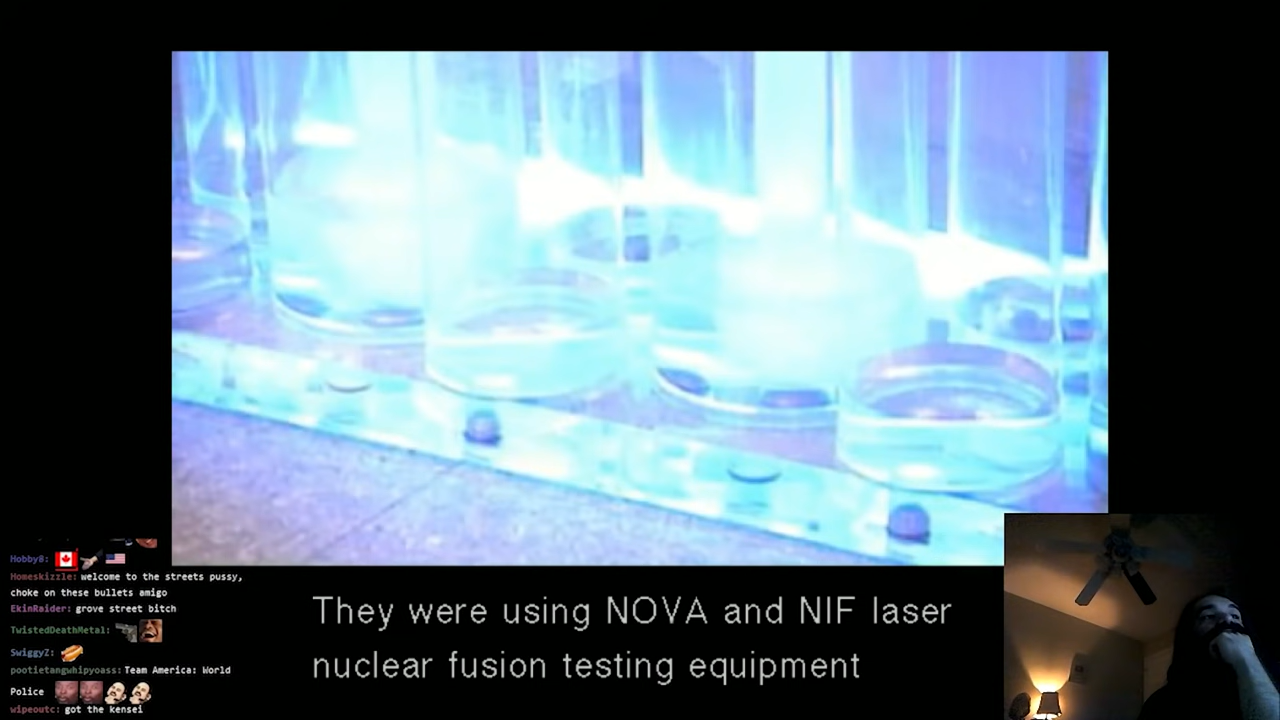 HobbyB:
Homeskizzle: welcome to the streets pussy,
choke on these bullets amigo
EkinRaider: grove street bitch
TwistedDeathMetal:
SwiggyZ:
pootietangwhipyoass: Team America: World
Police
wipeoutc: got the kensei
They were using NOVA and NIF laser
nuclear fusion testing equipment